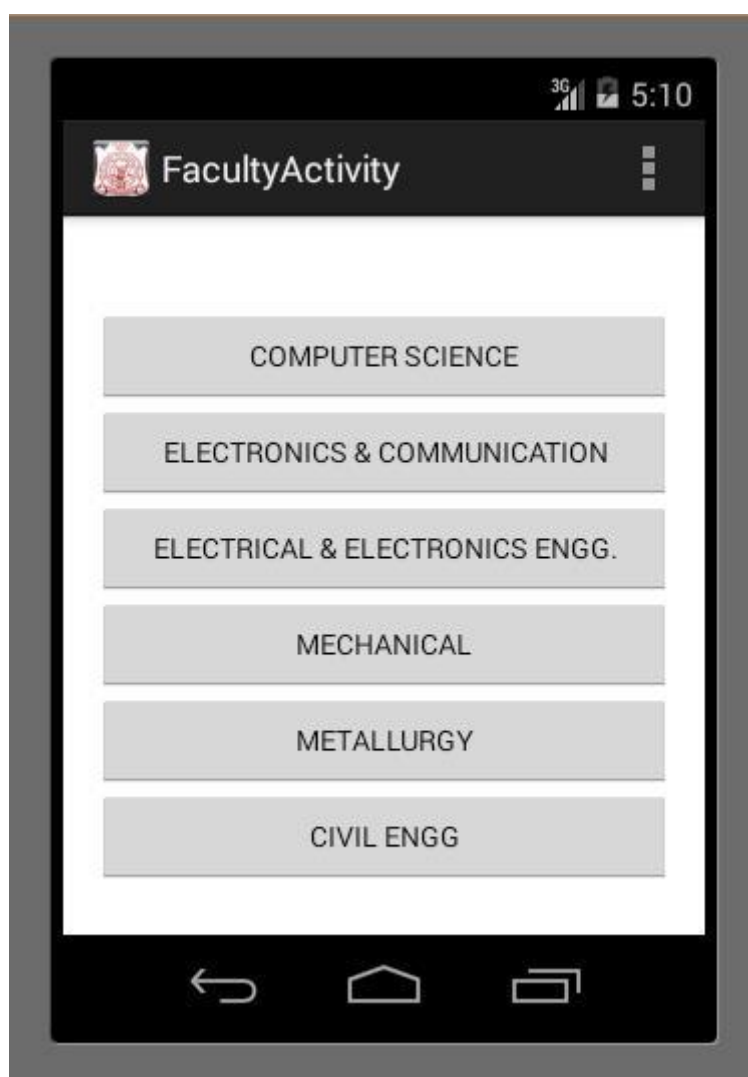 3G 5:10
FacultyActivity
COMPUTER SCIENCE
ELECTRONICS & COMMUNICATION
ELECTRICAL & ELECTRONICS ENGG.
MECHANICAL
METALLURGY
CIVIL ENGG